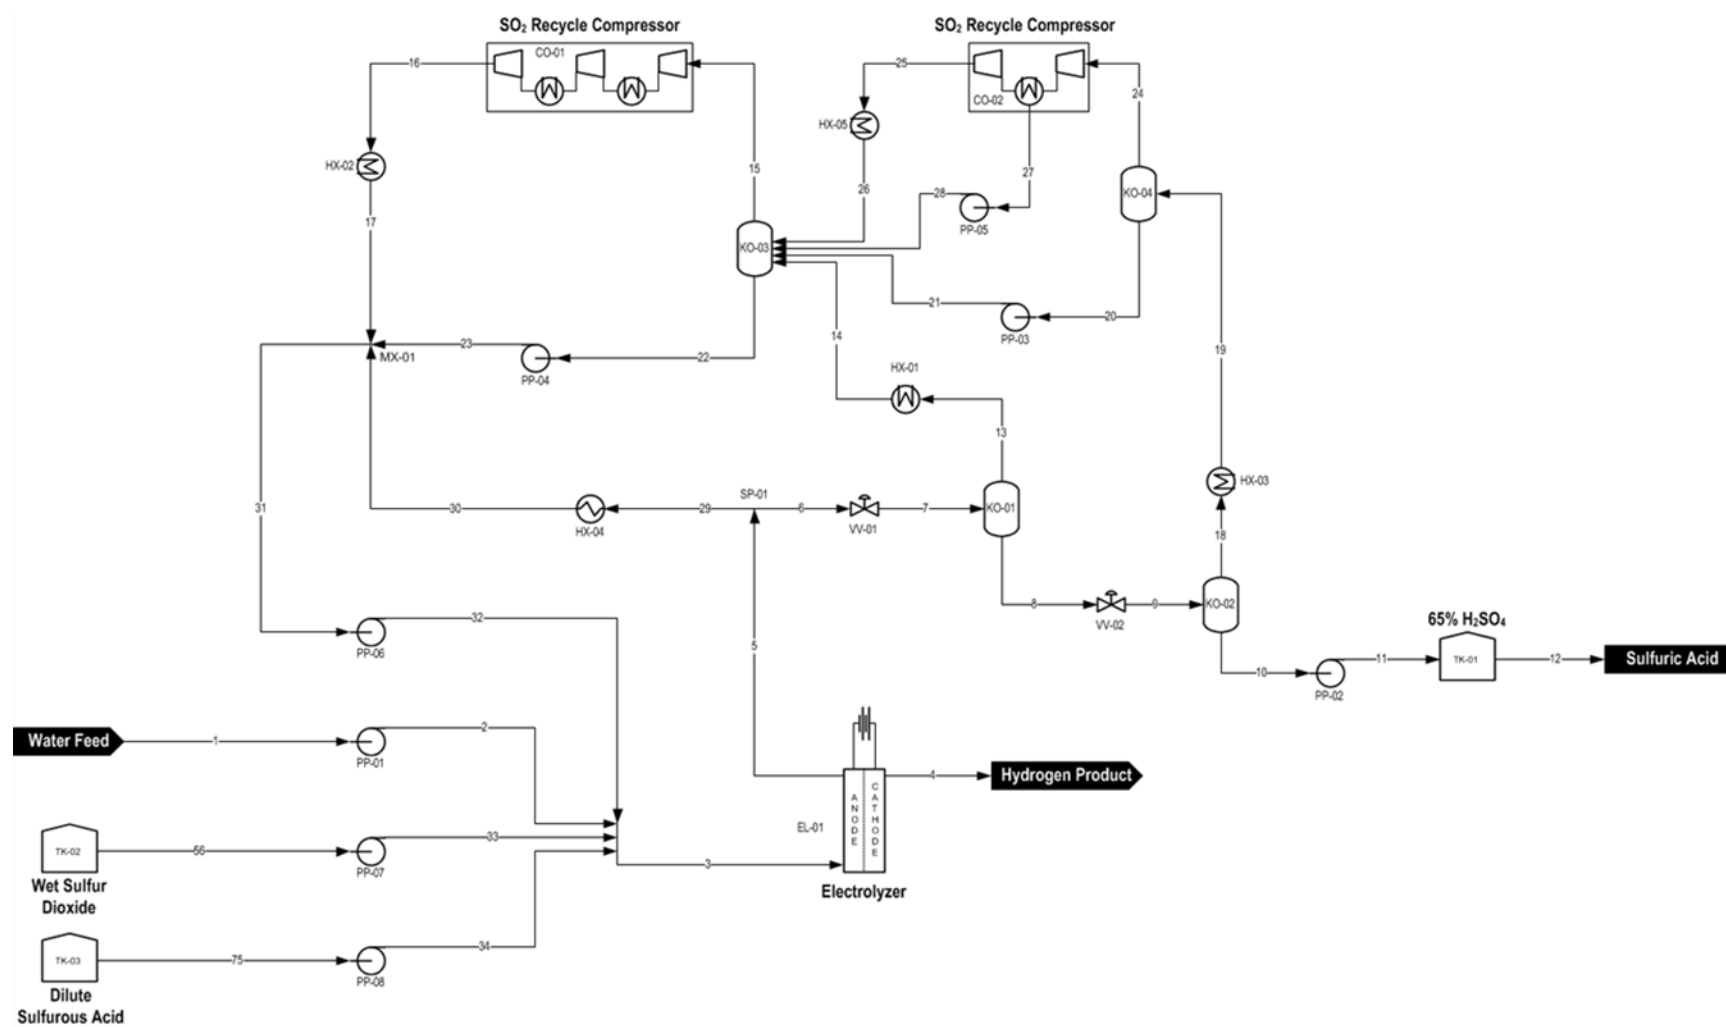 SO₂ Recycle Compressor
SO₂ Recycle Compressor
CO-01
16
25
CO-02
24
HX-05
HX-02
15
27
26
28
KO-04
17
PP-05
KO-03
21
20
14
PP-03
19
23
MX-01
22
HX-01
PP-04
13
HX-03
SP-01
31
30
29
6
7
KO-01
HX-04
VV-01
18
8
9
KO-02
VV-02
32
65% H₂SO₄
PP-06
5
11
TK-01
12
Sulfuric Acid
10
PP-02
Water Feed
1
2
PP-01
4
Hydrogen Product
ANODE
CATHODE
EL-01
33
TK-02
56
PP-07
3
Wet Sulfur
Dioxide
Electrolyzer
34
TK-03
75
PP-08
Dilute
Sulfurous Acid